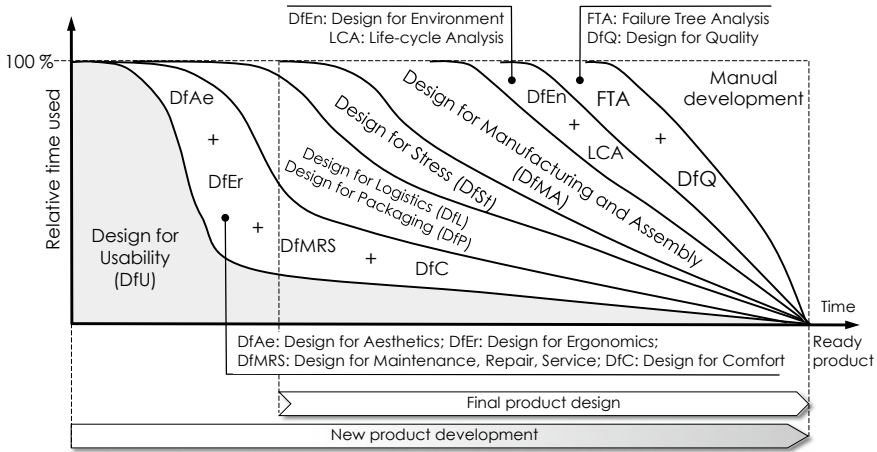 DfEn: Design for Environment
LCA: Life-cycle Analysis
FTA: Failure Tree Analysis
DfQ: Design for Quality
100 %
Relative time used
Manual
development
DfAe
+
DfEr
+
DfMRS
+
DfC
Design for
Usability
(DfU)
Design for Logistics (DfL)
Design for Packaging (DfP)
Design for Stress (DfSt)
Design for Manufacturing and Assembly
(DfMA)
DfEn
+
LCA
FTA
+
DfQ
Time
Ready
product
DfAe: Design for Aesthetics; DfEr: Design for Ergonomics;
DfMRS: Design for Maintenance, Repair, Service; DfC: Design for Comfort
Final product design
New product development